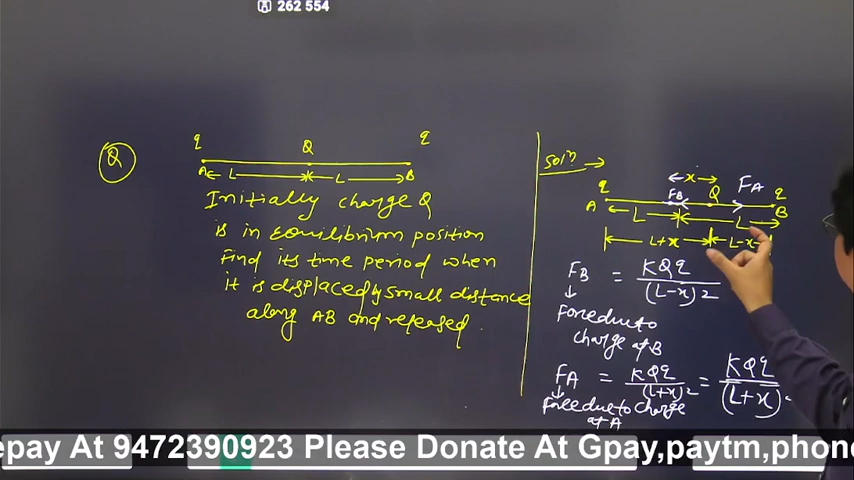 262 554
Q
q Q q
A L L B
Initially charge Q
is in equilibrium position
Find its time period when
it is displaced by small distance
along AB and released.
soln →
x
q FB Q FA q
A L L B
L+x L-x
FB = KQq / (L-x)2
↓
Force due to
charge at B
FA = KQq / (L+x)2 = KQq / (L+x)2
↓
Force due to charge
at A
epay At 9472390923 Please Donate At Gpay,paytm,phone